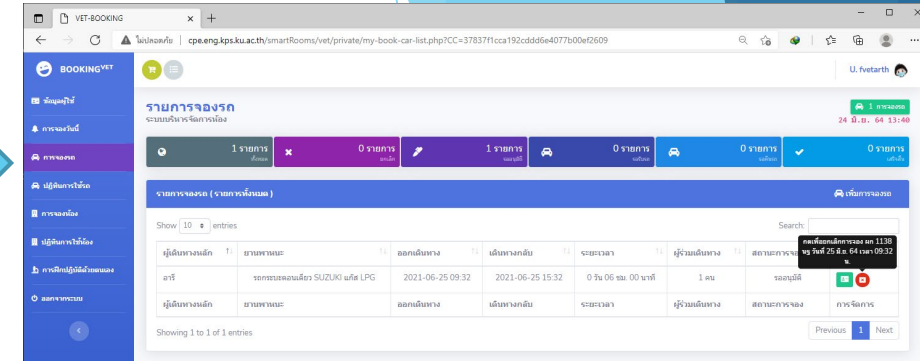 VET-BOOKING
ไม่ปลอดภัย | cpe.eng.kps.ku.ac.th/smartRooms/vet/private/my-book-car-list.php?CC=37837f1cca192cddd6e4077b00ef2609
BOOKINGVET
U. fvetarth
ข้อมูลผู้ใช้
การจองวันนี้
การจองรถ
ปฏิทินการใช้รถ
การจองห้อง
ปฏิทินการใช้ห้อง
การฝึกปฏิบัติด้วยตนเอง
ออกจากระบบ
รายการจองรถ
ระบบบริหารจัดการห้อง
1 การจองรถ
24 มิ.ย. 64 13:40
1 รายการ
ทั้งหมด
0 รายการ
ยกเลิก
1 รายการ
รออนุมัติ
0 รายการ
0 รายการ
0 รายการ
เสร็จสิ้น
รายการจองรถ ( รายการทั้งหมด )
เพิ่มการจองรถ
Show 10 entries
Search:
กดเพื่อยกเลิกการจอง ผก 1138
นฐ วันที่ 25 มิ.ย. 64 เวลา 09:32
น.
ผู้เดินทางหลัก ยานพาหนะ ออกเดินทาง เดินทางกลับ ระยะเวลา ผู้ร่วมเดินทาง สถานะการจอง
อารี รถกระบะตอนเดียว SUZUKI แก๊ส LPG 2021-06-25 09:32 2021-06-25 15:32 0 วัน 06 ชม. 00 นาที 1 คน รออนุมัติ
ผู้เดินทางหลัก ยานพาหนะ ออกเดินทาง เดินทางกลับ ระยะเวลา ผู้ร่วมเดินทาง สถานะการจอง การจัดการ
Showing 1 to 1 of 1 entries
Previous 1 Next